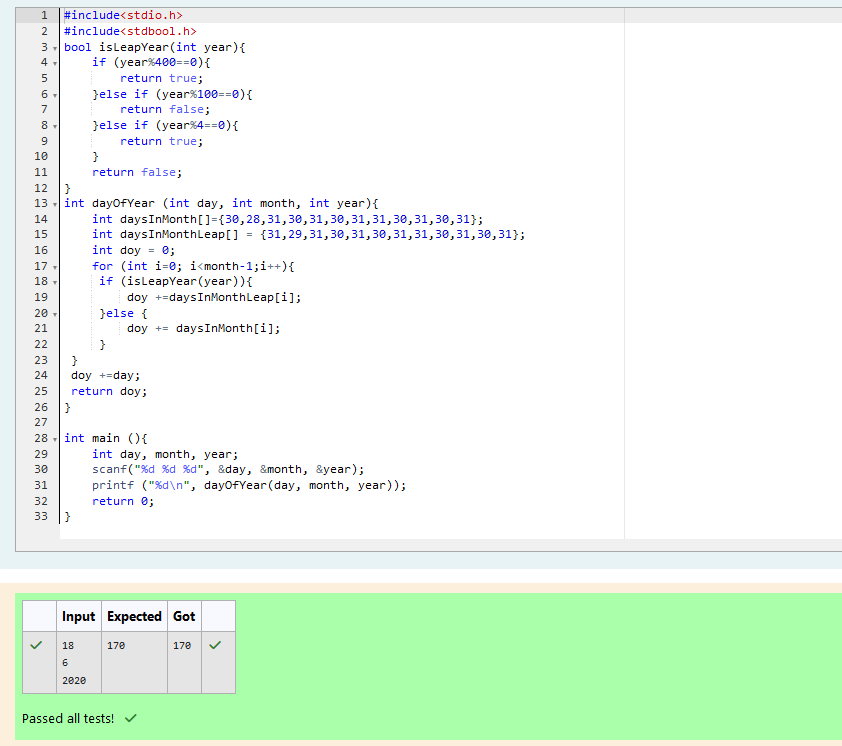 1 #include<stdio.h>
2 #include<stdbool.h>
3 bool isLeapYear(int year){
4     if (year%400==0){
5         return true;
6     }else if (year%100==0){
7         return false;
8     }else if (year%4==0){
9         return true;
10     }
11     return false;
12 }
13 int dayOfYear (int day, int month, int year){
14     int daysInMonth[]={30,28,31,30,31,30,31,31,30,31,30,31};
15     int daysInMonthLeap[] = {31,29,31,30,31,30,31,31,30,31,30,31};
16     int doy = 0;
17     for (int i=0; i<month-1;i++){
18      if (isLeapYear(year)){
19          doy +=daysInMonthLeap[i];
20      }else {
21          doy += daysInMonth[i];
22      }
23  }
24  doy +=day;
25  return doy;
26 }
27
28 int main (){
29     int day, month, year;
30     scanf("%d %d %d", &day, &month, &year);
31     printf ("%d\n", dayOfYear(day, month, year));
32     return 0;
33 }
Input Expected Got
18 170 170
6
2020
Passed all tests!